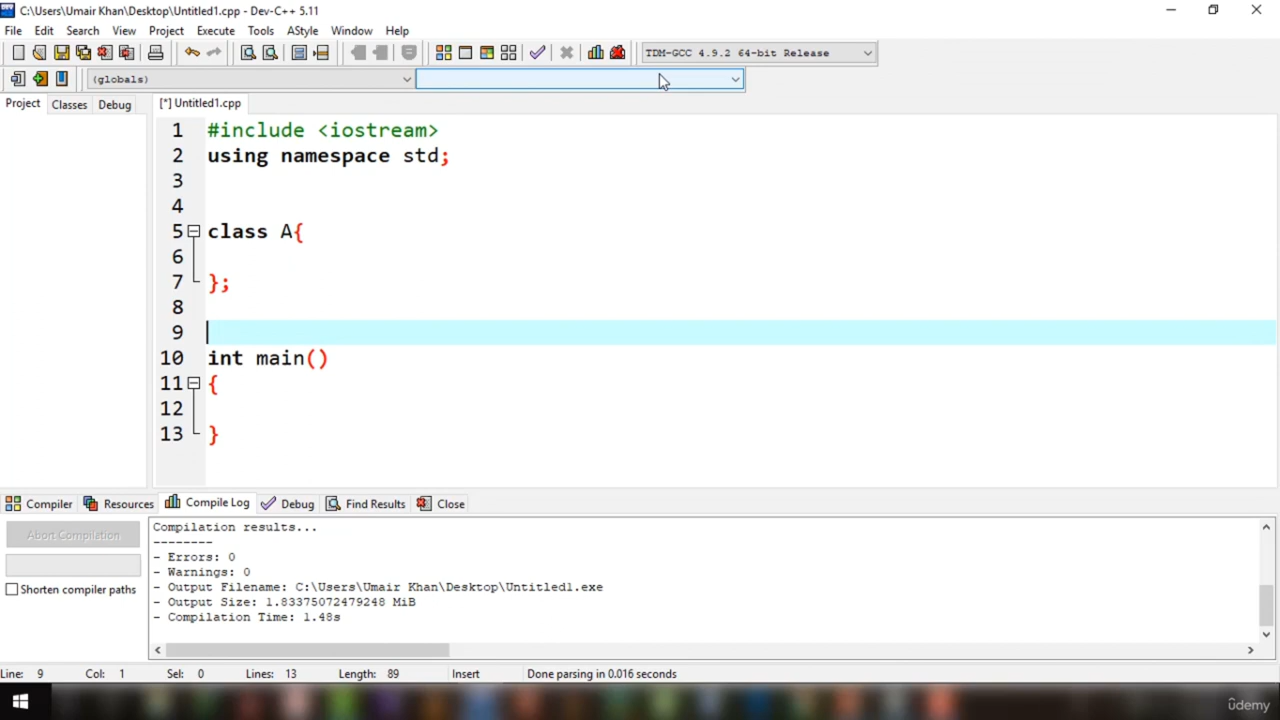 C:\Users\Umair Khan\Desktop\Untitled1.cpp - Dev-C++ 5.11
File Edit Search View Project Execute Tools AStyle Window Help
TDM-GCC 4.9.2 64-bit Release
(globals)
Project Classes Debug [*] Untitled1.cpp
1 #include <iostream>
2 using namespace std;
3
4
5 class A{
6
7 };
8
9
10 int main()
11 {
12
13 }
Compiler Resources Compile Log Debug Find Results Close
Abort Compilation
Shorten compiler paths
Compilation results...
--------
- Errors: 0
- Warnings: 0
- Output Filename: C:\Users\Umair Khan\Desktop\Untitled1.exe
- Output Size: 1.83375072479248 MiB
- Compilation Time: 1.48s
Line: 9 Col: 1 Sel: 0 Lines: 13 Length: 89 Insert Done parsing in 0.016 seconds
ûdemy